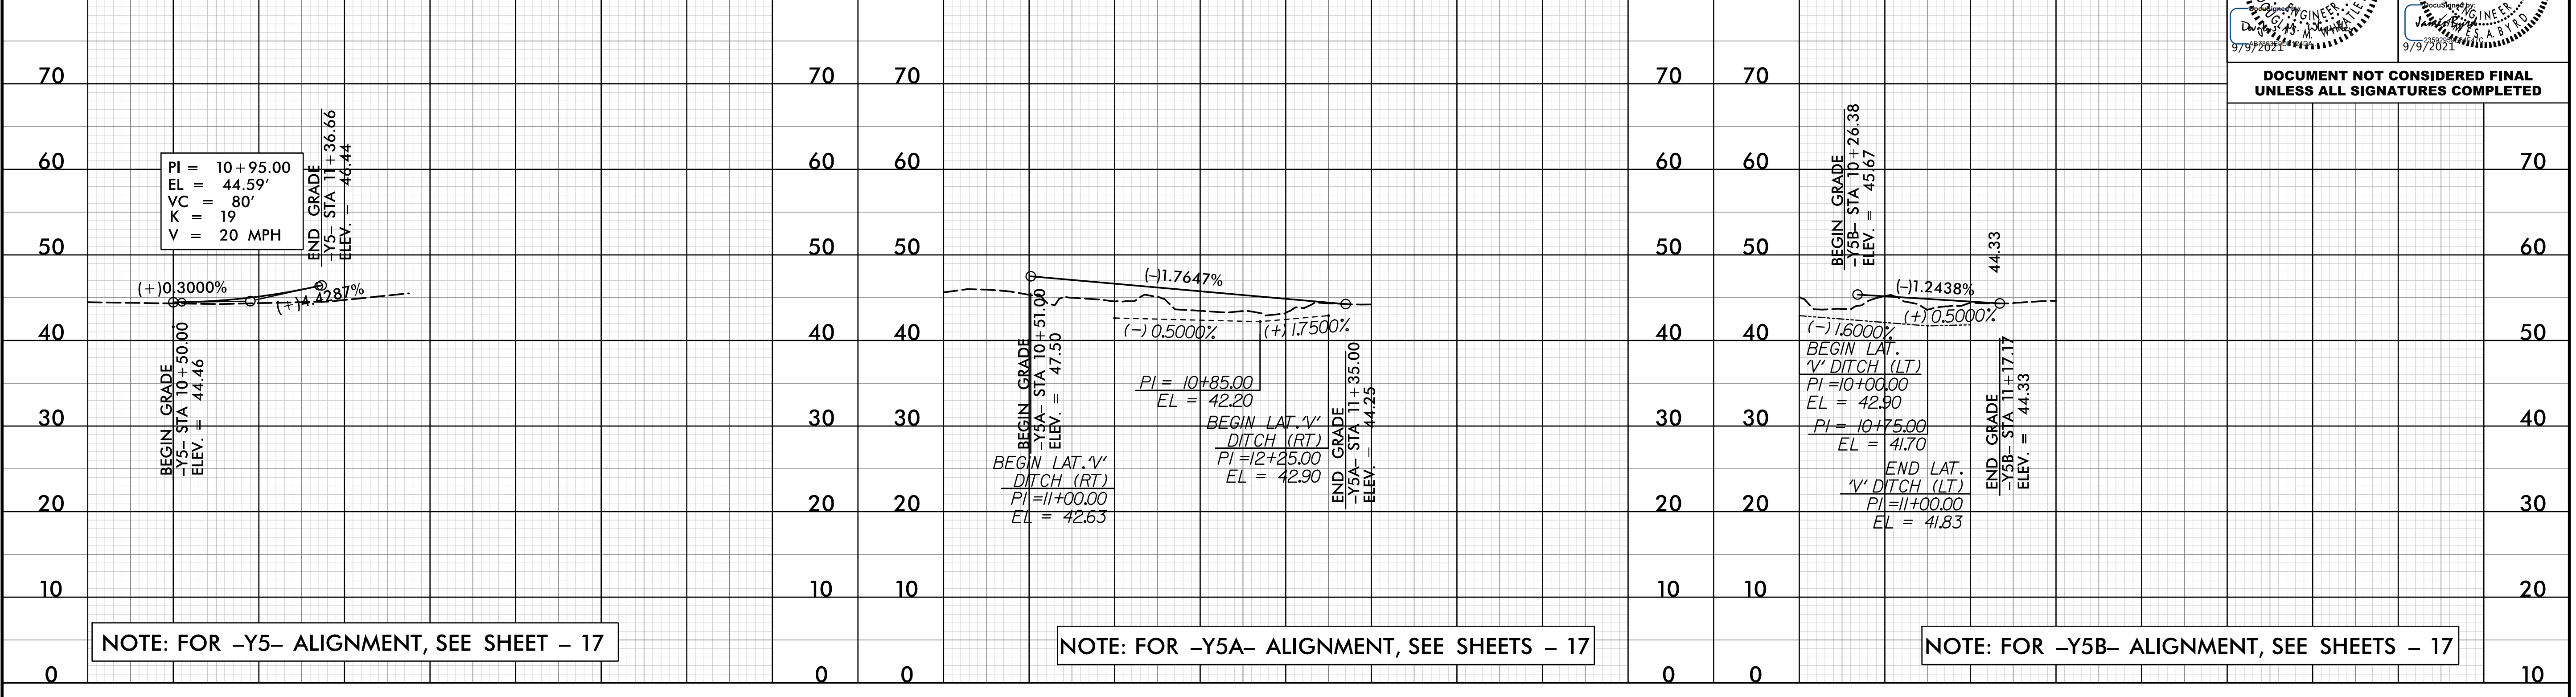 DocuSigned by:
ENGINEER
DOUGLAS M. WHEATLEY
9/9/2021
DocuSigned by:
James Byrd
ENGINEER
JAMES A. BYRD
9/9/2021
DOCUMENT NOT CONSIDERED FINAL
UNLESS ALL SIGNATURES COMPLETED
70
60
50
40
30
20
10
0
PI = 10+95.00
EL = 44.59'
VC = 80'
K = 19
V = 20 MPH
END GRADE
-Y5- STA 11+36.66
ELEV. = 46.44
(+)0.3000%
(+)4.4287%
BEGIN GRADE
-Y5- STA 10+50.00
ELEV. = 44.46
NOTE: FOR -Y5- ALIGNMENT, SEE SHEET - 17
70 70
60 60
50 50
40 40
30 30
20 20
10 10
0 0
(-)1.7647%
(-) 0.5000%
(+) 1.7500%
BEGIN GRADE
-Y5A- STA 10+51.00
ELEV. = 47.50
PI = 10+85.00
EL = 42.20
BEGIN LAT.'V'
DITCH (RT)
PI =12+25.00
EL = 42.90
BEGIN LAT.'V'
DITCH (RT)
PI =11+00.00
EL = 42.63
END GRADE
-Y5A- STA 11+35.00
ELEV. = 44.25
NOTE: FOR -Y5A- ALIGNMENT, SEE SHEETS - 17
70 70
60 60
50 50
40 40
30 30
20 20
10 10
0 0
BEGIN GRADE
-Y5B- STA 10+26.38
ELEV. = 45.67
44.33
(-)1.2438%
(+) 0.5000%
(-) 1.6000%
BEGIN LAT.
'V' DITCH (LT)
PI =10+00.00
EL = 42.90
PI = 10+75.00
EL = 41.70
END LAT.
'V' DITCH (LT)
PI =11+00.00
EL = 41.83
END GRADE
-Y5B- STA 11+17.17
ELEV. = 44.33
NOTE: FOR -Y5B- ALIGNMENT, SEE SHEETS - 17
70
60
50
40
30
20
10